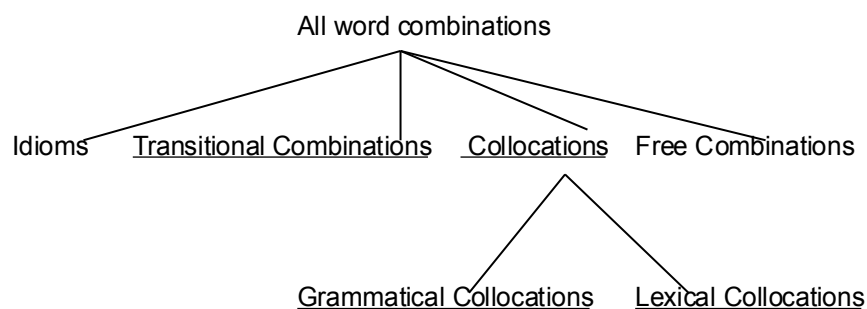 All word combinations
Idioms Transitional Combinations Collocations Free Combinations
Grammatical Collocations Lexical Collocations